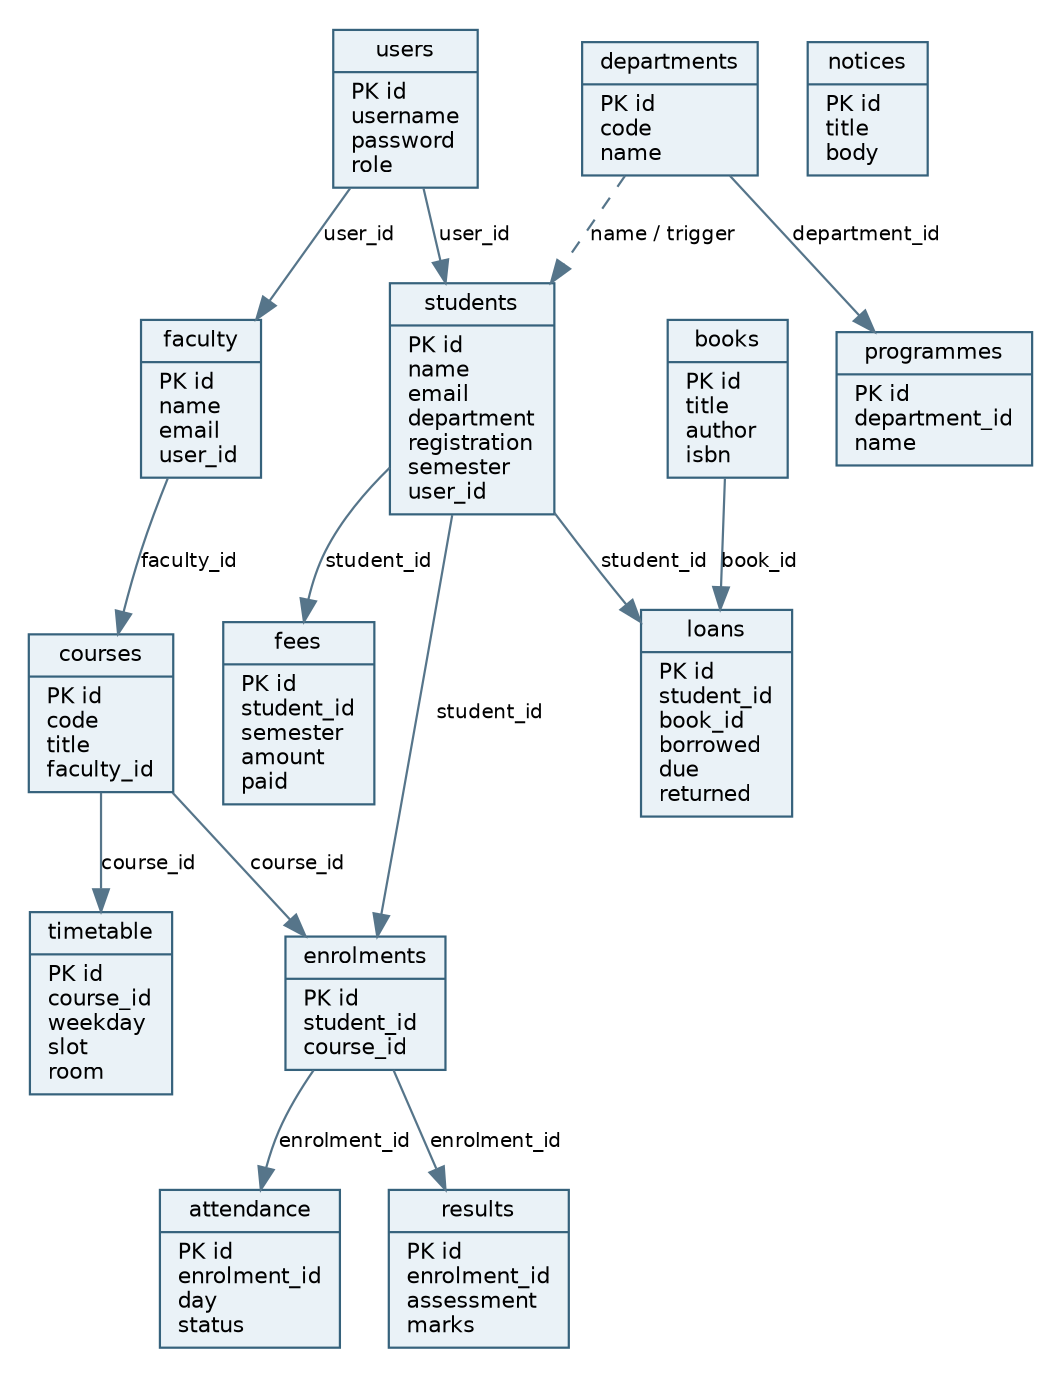 users
PK id
username
password
role
departments
PK id
code
name
notices
PK id
title
body
user_id
user_id
name / trigger
department_id
faculty
PK id
name
email
user_id
students
PK id
name
email
department
registration
semester
user_id
books
PK id
title
author
isbn
programmes
PK id
department_id
name
faculty_id
student_id
student_id
book_id
courses
PK id
code
title
faculty_id
fees
PK id
student_id
semester
amount
paid
student_id
loans
PK id
student_id
book_id
borrowed
due
returned
course_id
course_id
timetable
PK id
course_id
weekday
slot
room
enrolments
PK id
student_id
course_id
enrolment_id
enrolment_id
attendance
PK id
enrolment_id
day
status
results
PK id
enrolment_id
assessment
marks